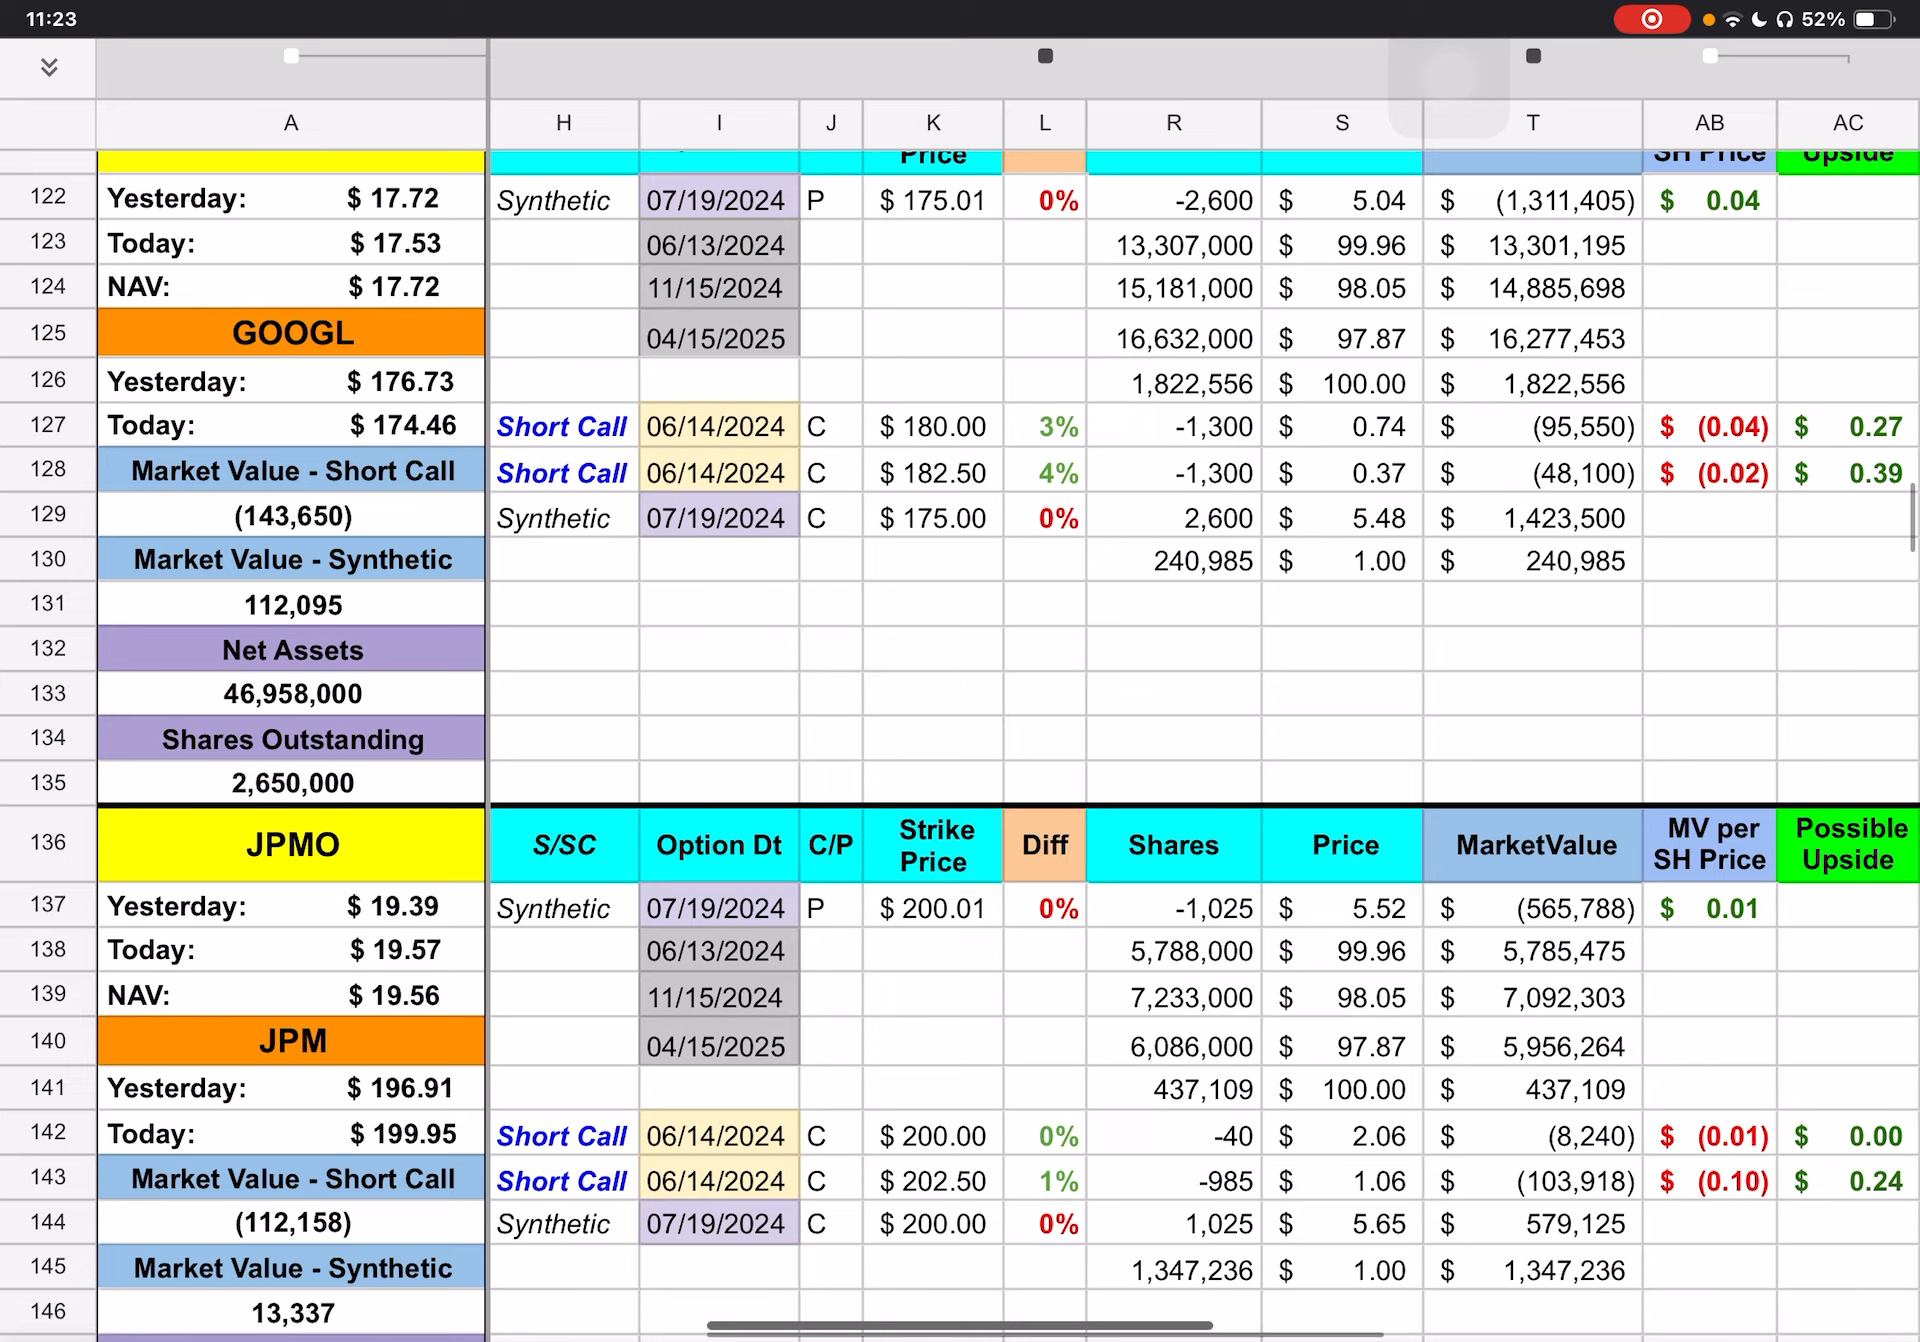 11:23 52%
A H I J K L R S T AB AC
Price SH Price Upside
122 Yesterday: $ 17.72 Synthetic 07/19/2024 P $ 175.01 0% -2,600 $ 5.04 $ (1,311,405) $ 0.04
123 Today: $ 17.53 06/13/2024 13,307,000 $ 99.96 $ 13,301,195
124 NAV: $ 17.72 11/15/2024 15,181,000 $ 98.05 $ 14,885,698
125 GOOGL 04/15/2025 16,632,000 $ 97.87 $ 16,277,453
126 Yesterday: $ 176.73 1,822,556 $ 100.00 $ 1,822,556
127 Today: $ 174.46 Short Call 06/14/2024 C $ 180.00 3% -1,300 $ 0.74 $ (95,550) $ (0.04) $ 0.27
128 Market Value - Short Call Short Call 06/14/2024 C $ 182.50 4% -1,300 $ 0.37 $ (48,100) $ (0.02) $ 0.39
129 (143,650) Synthetic 07/19/2024 C $ 175.00 0% 2,600 $ 5.48 $ 1,423,500
130 Market Value - Synthetic 240,985 $ 1.00 $ 240,985
131 112,095
132 Net Assets
133 46,958,000
134 Shares Outstanding
135 2,650,000
136 JPMO S/SC Option Dt C/P Strike Price Diff Shares Price MarketValue MV per SH Price Possible Upside
137 Yesterday: $ 19.39 Synthetic 07/19/2024 P $ 200.01 0% -1,025 $ 5.52 $ (565,788) $ 0.01
138 Today: $ 19.57 06/13/2024 5,788,000 $ 99.96 $ 5,785,475
139 NAV: $ 19.56 11/15/2024 7,233,000 $ 98.05 $ 7,092,303
140 JPM 04/15/2025 6,086,000 $ 97.87 $ 5,956,264
141 Yesterday: $ 196.91 437,109 $ 100.00 $ 437,109
142 Today: $ 199.95 Short Call 06/14/2024 C $ 200.00 0% -40 $ 2.06 $ (8,240) $ (0.01) $ 0.00
143 Market Value - Short Call Short Call 06/14/2024 C $ 202.50 1% -985 $ 1.06 $ (103,918) $ (0.10) $ 0.24
144 (112,158) Synthetic 07/19/2024 C $ 200.00 0% 1,025 $ 5.65 $ 579,125
145 Market Value - Synthetic 1,347,236 $ 1.00 $ 1,347,236
146 13,337